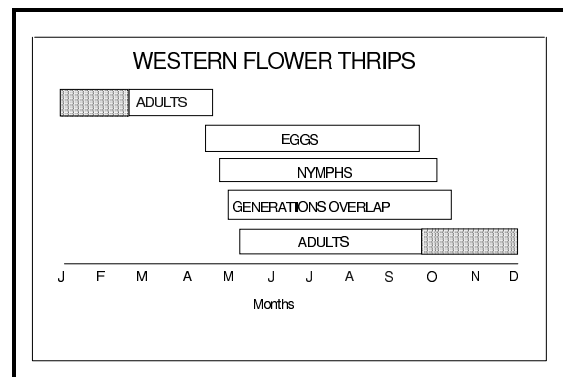 WESTERN FLOWER THRIPS
ADULTS
EGGS
NYMPHS
GENERATIONS OVERLAP
ADULTS
J F M A M J J A S O N D
Months